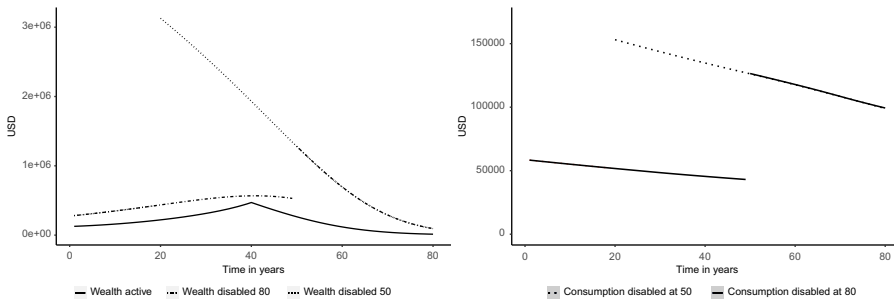 3e+06
2e+06
1e+06
0e+00
USD
0
20
40
60
80
Time in years
Wealth active
Wealth disabled 80
Wealth disabled 50
150000
100000
50000
0
USD
0
20
40
60
80
Time in years
Consumption disabled at 50
Consumption disabled at 80